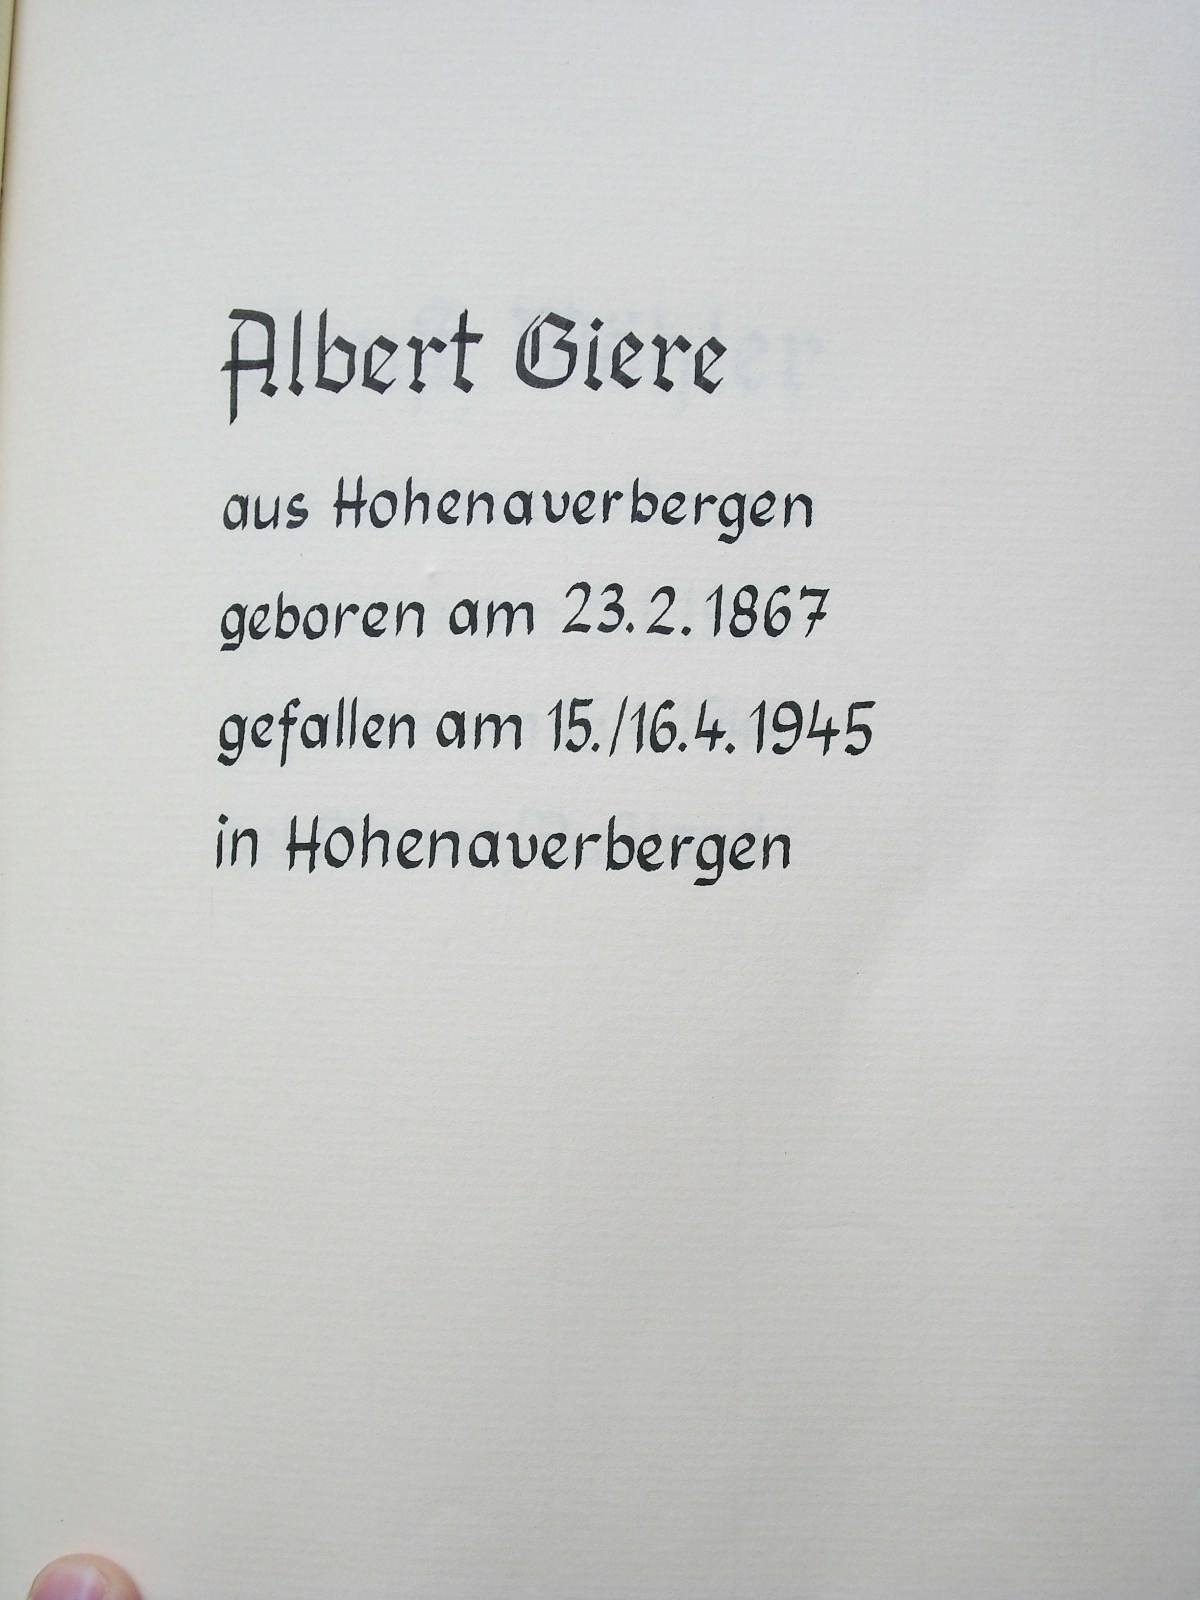 Albert Giere
aus Hohenaverbergen
geboren am 23.2.1867
gefallen am 15./16.4.1945
in Hohenaverbergen